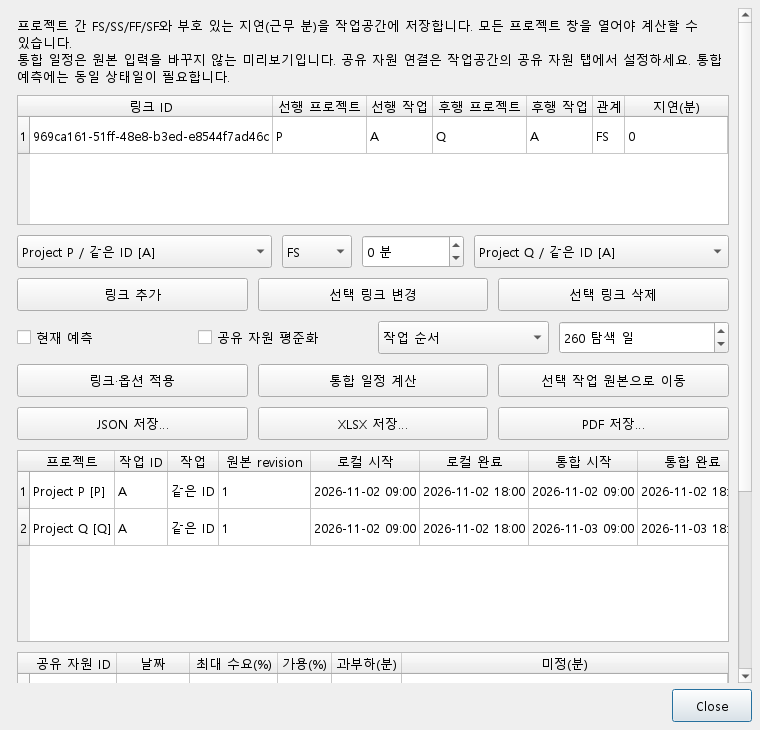 프로젝트 간 FS/SS/FF/SF와 부호 있는 지연(근무 분)을 작업공간에 저장합니다. 모든 프로젝트 창을 열어야 계산할 수
있습니다.
통합 일정은 원본 입력을 바꾸지 않는 미리보기입니다. 공유 자원 연결은 작업공간의 공유 자원 탭에서 설정하세요. 통합
예측에는 동일 상태일이 필요합니다.
링크 ID 선행 프로젝트 선행 작업 후행 프로젝트 후행 작업 관계 지연(분)
1 969ca161-51ff-48e8-b3ed-e8544f7ad46c P A Q A FS 0
Project P / 같은 ID [A] FS 0 분 Project Q / 같은 ID [A]
링크 추가 선택 링크 변경 선택 링크 삭제
현재 예측 공유 자원 평준화 작업 순서 260 탐색 일
링크·옵션 적용 통합 일정 계산 선택 작업 원본으로 이동
JSON 저장... XLSX 저장... PDF 저장...
프로젝트 작업 ID 작업 원본 revision 로컬 시작 로컬 완료 통합 시작 통합 완료
1 Project P [P] A 같은 ID 1 2026-11-02 09:00 2026-11-02 18:00 2026-11-02 09:00 2026-11-02 18:
2 Project Q [Q] A 같은 ID 1 2026-11-02 09:00 2026-11-02 18:00 2026-11-03 09:00 2026-11-03 18:
공유 자원 ID 날짜 최대 수요(%) 가용(%) 과부하(분) 미정(분)
Close